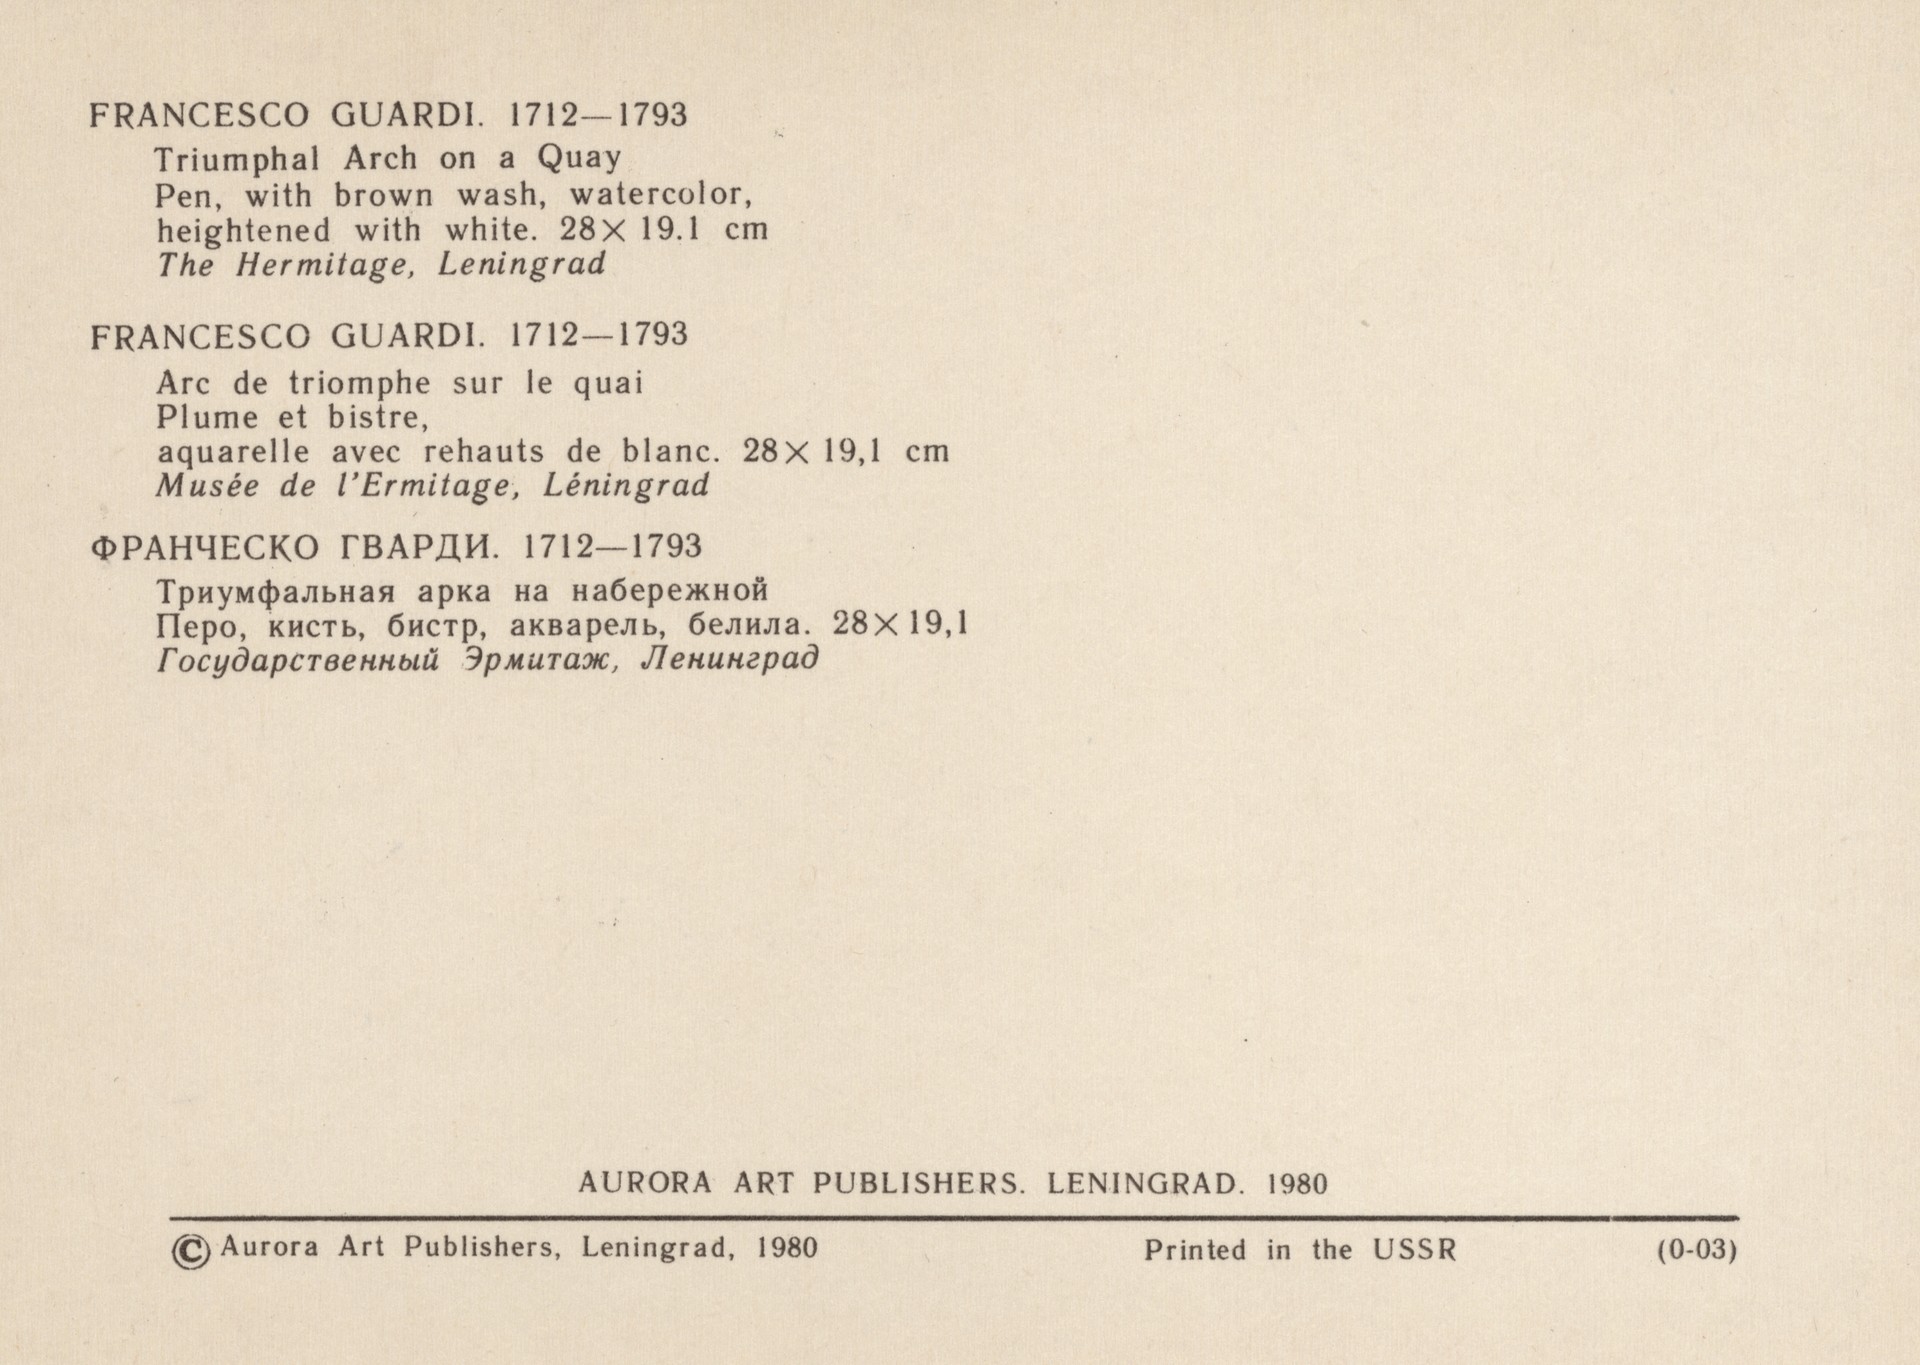 FRANCESCO GUARDI. 1712—1793
Triumphal Arch on a Quay
Pen, with brown wash, watercolor,
heightened with white. 28× 19.1 cm
The Hermitage, Leningrad
FRANCESCO GUARDI. 1712—1793
Arc de triomphe sur le quai
Plume et bistre,
aquarelle avec rehauts de blanc. 28× 19,1 cm
Musée de l'Ermitage, Léningrad
ФРАНЧЕСКО ГВАРДИ. 1712—1793
Триумфальная арка на набережной
Перо, кисть, бистр, акварель, белила. 28×19,1
Государственный Эрмитаж, Ленинград
AURORA ART PUBLISHERS. LENINGRAD. 1980
© Aurora Art Publishers, Leningrad, 1980 Printed in the USSR (0-03)